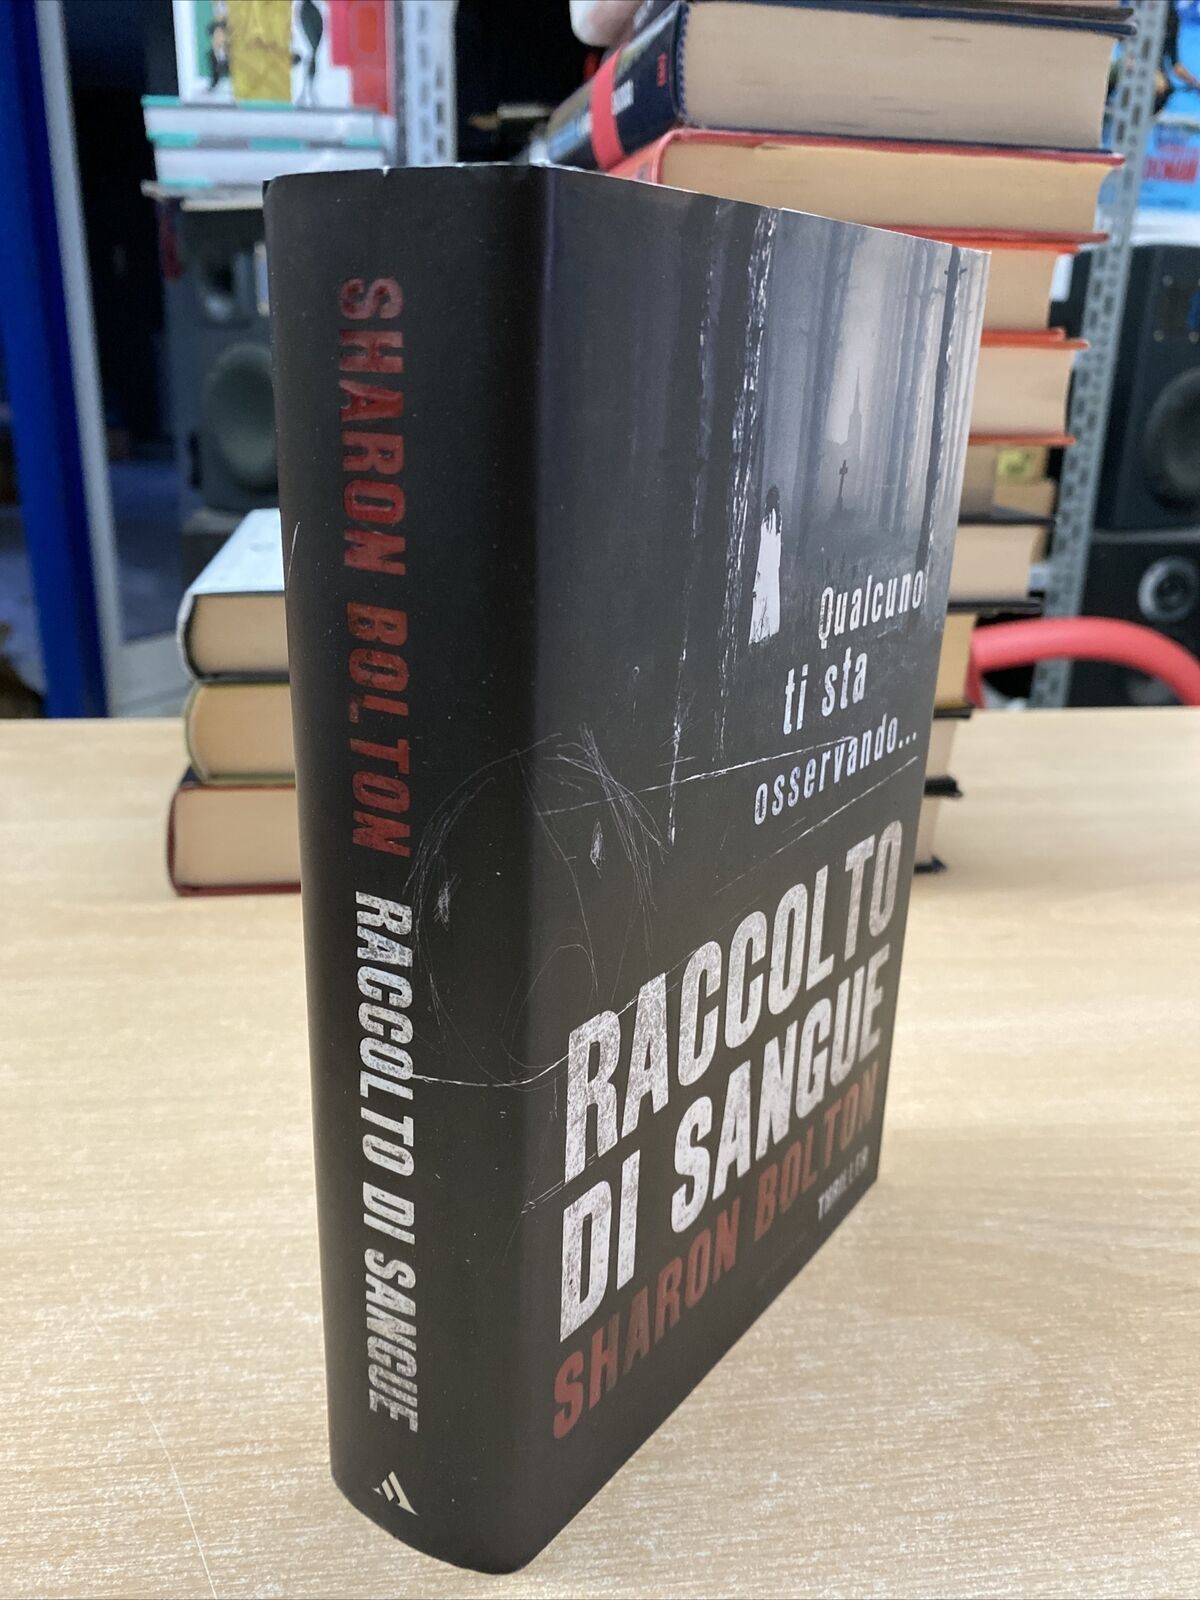 SHARON BOLTON RACCOLTO DI SANGUE
Qualcuno
ti sta
osservando...
RACCOLTO
DI SANGUE
SHARON BOLTON
THRILLER